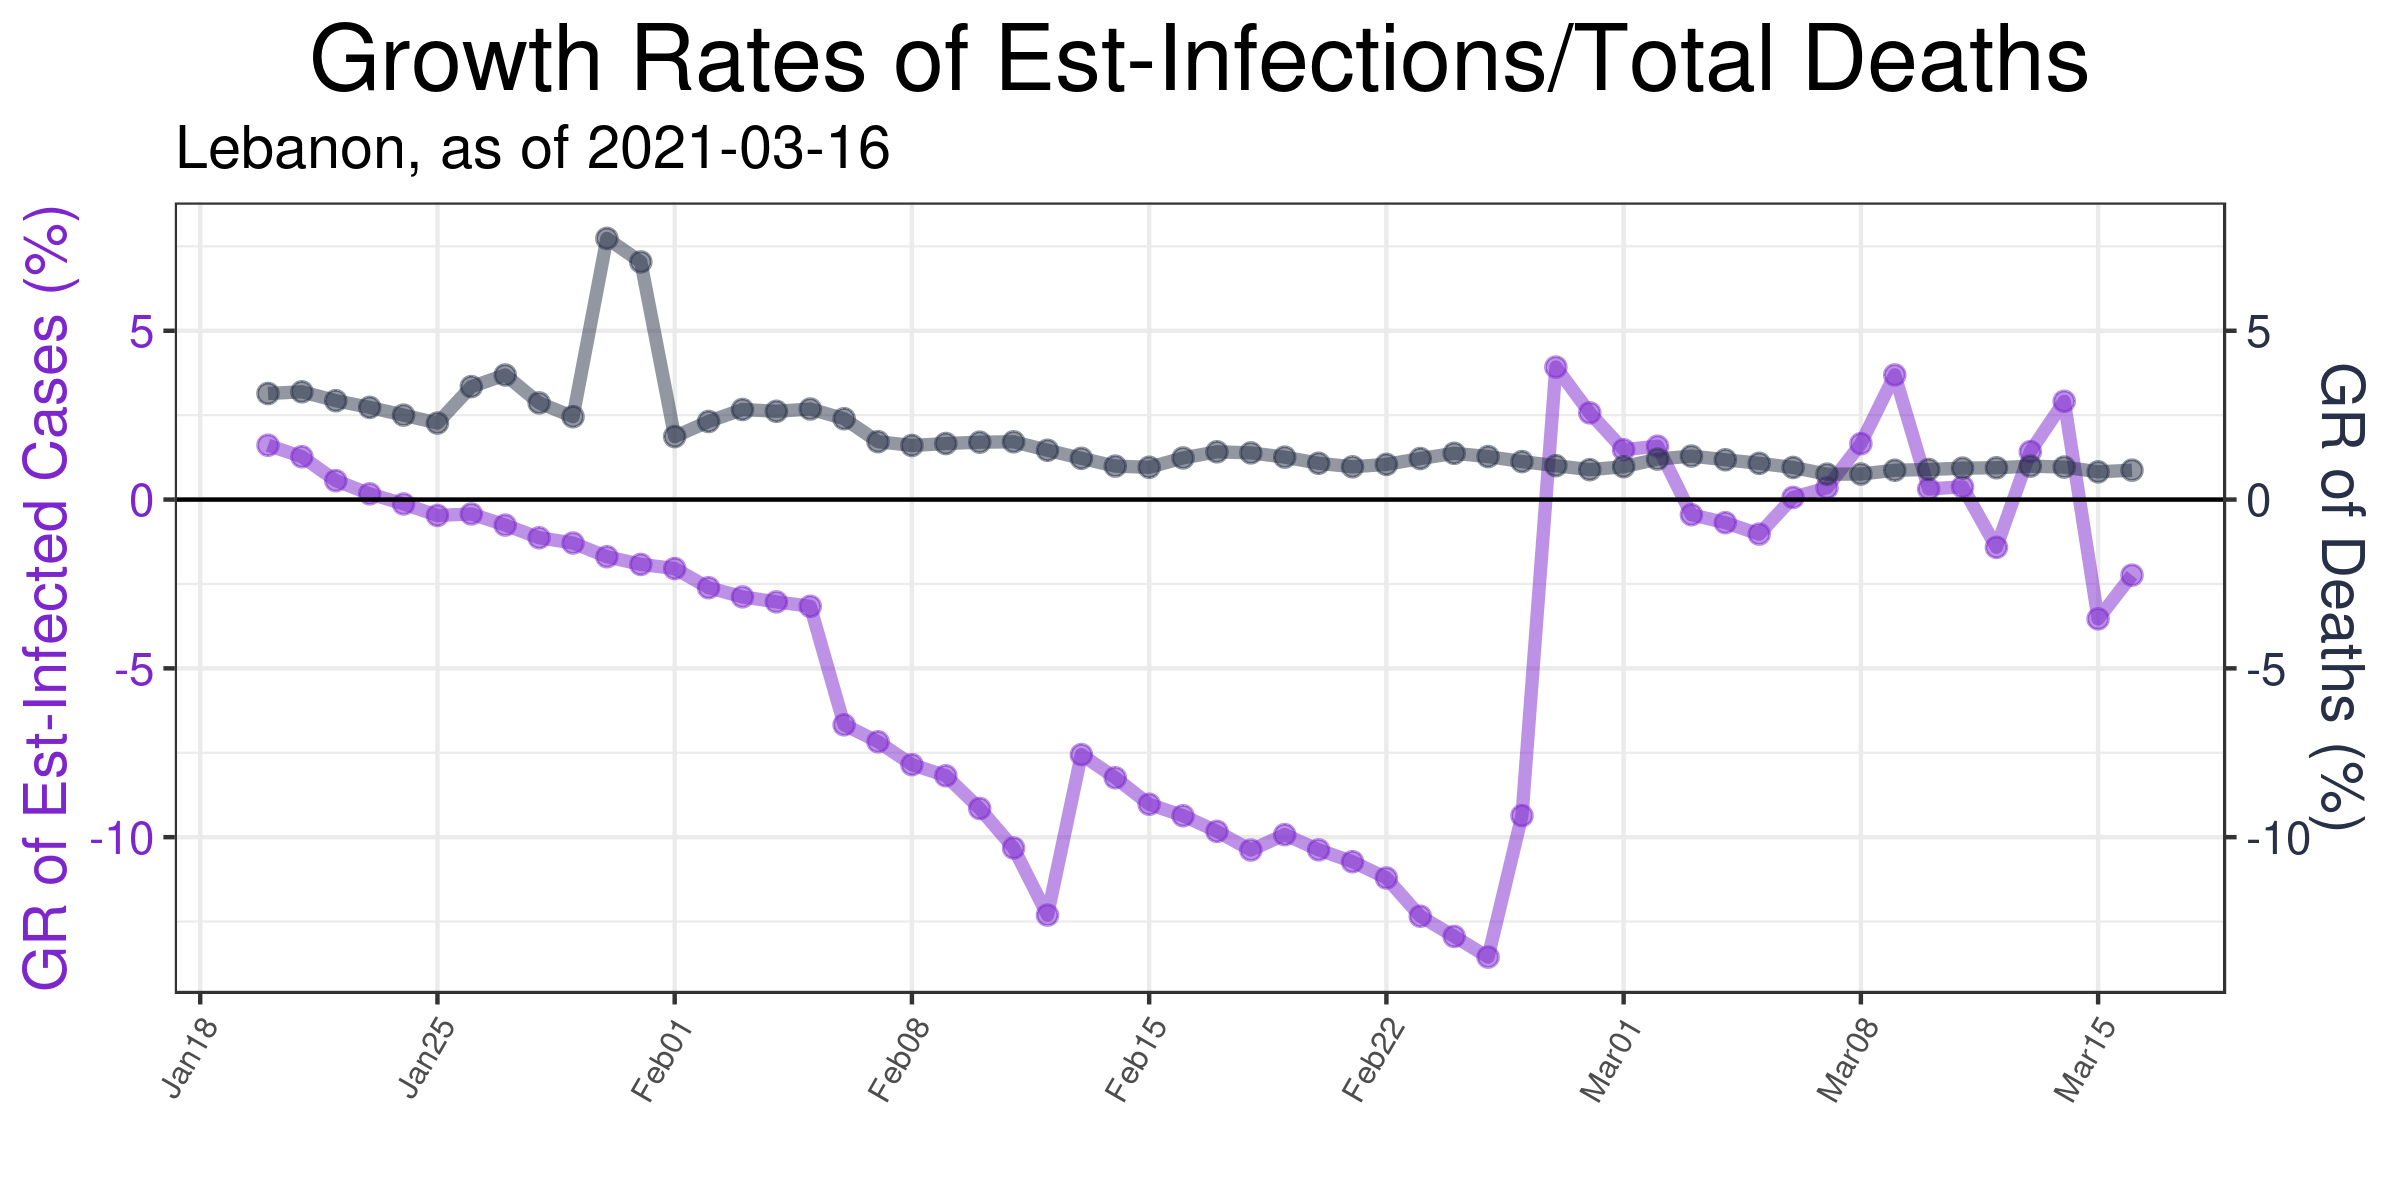 Growth Rates of Est-Infections/Total Deaths
Lebanon, as of 2021-03-16
GR of Est-Infected Cases (%)
5
0
-5
-10
5
0
-5
-10
GR of Deaths (%)
Jan18
Jan25
Feb01
Feb08
Feb15
Feb22
Mar01
Mar08
Mar15